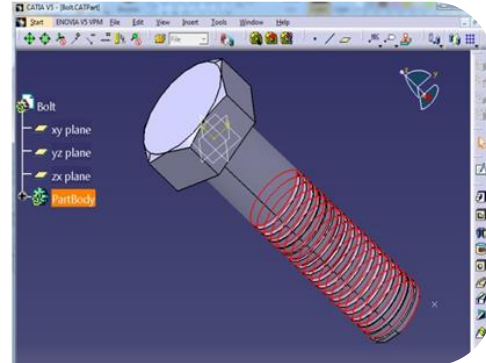 CATIA V5 - [Bolt.CATPart]
Start ENOVIA V5 VPM File Edit View Insert Tools Window Help
File
Bolt
xy plane
yz plane
zx plane
PartBody